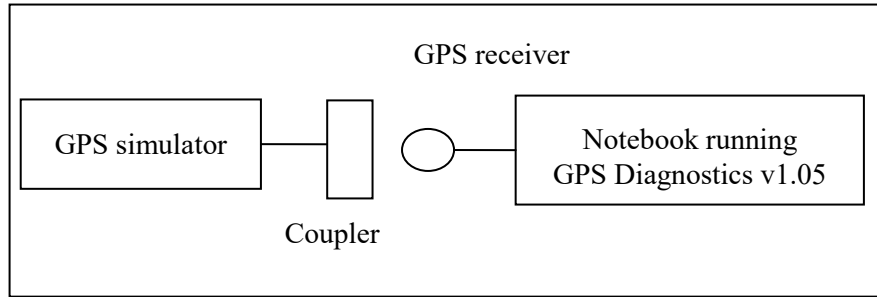 GPS receiver
GPS simulator
Notebook running
GPS Diagnostics v1.05
Coupler